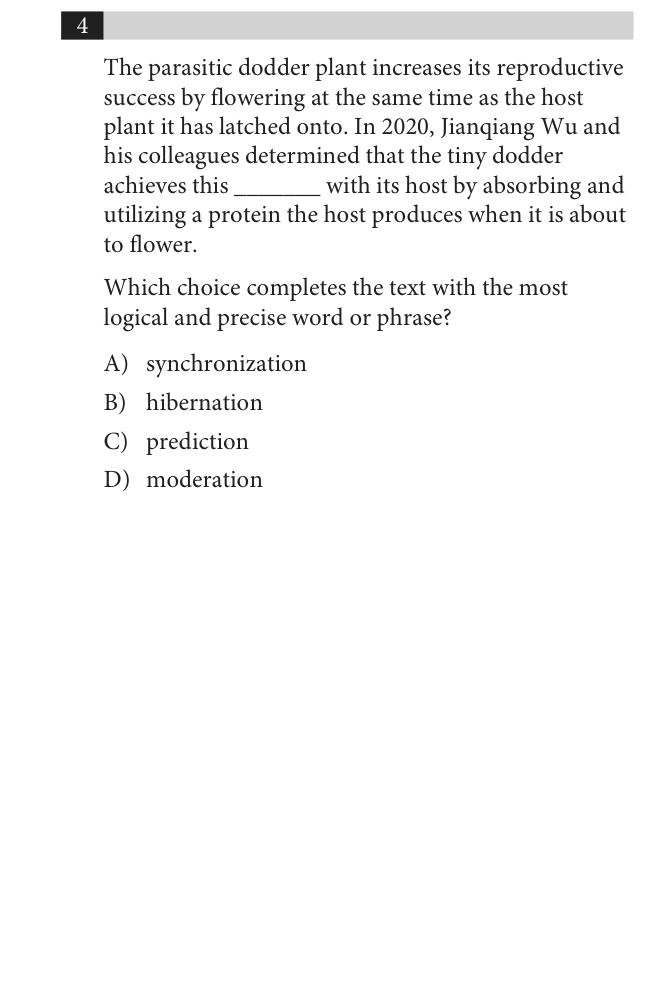 4
The parasitic dodder plant increases its reproductive
success by flowering at the same time as the host
plant it has latched onto. In 2020, Jianqiang Wu and
his colleagues determined that the tiny dodder
achieves this _______ with its host by absorbing and
utilizing a protein the host produces when it is about
to flower.
Which choice completes the text with the most
logical and precise word or phrase?
A) synchronization
B) hibernation
C) prediction
D) moderation